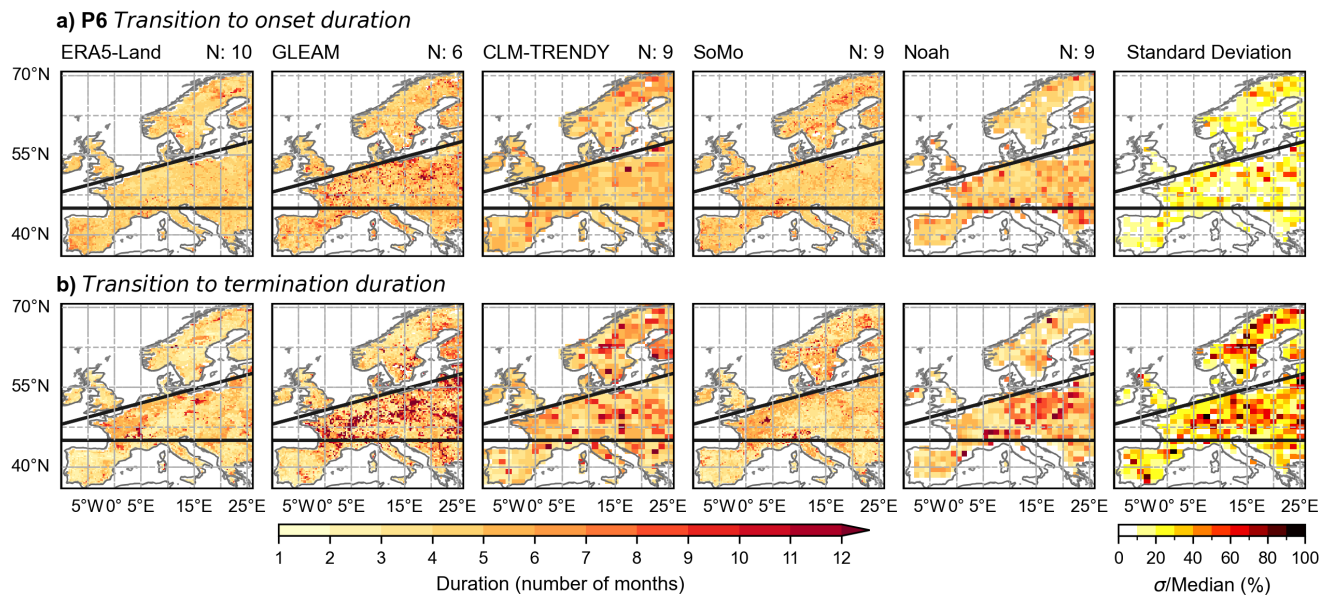 a) P6 Transition to onset duration
ERA5-Land N: 10 GLEAM N: 6 CLM-TRENDY N: 9 SoMo N: 9 Noah N: 9 Standard Deviation
70°N
55°N
40°N
b) Transition to termination duration
70°N
55°N
40°N
5°W 0° 5°E 15°E 25°E 5°W 0° 5°E 15°E 25°E 5°W 0° 5°E 15°E 25°E 5°W 0° 5°E 15°E 25°E 5°W 0° 5°E 15°E 25°E 5°W 0° 5°E 15°E 25°E
1 2 3 4 5 6 7 8 9 10 11 12 0 20 40 60 80 100
Duration (number of months) σ/Median (%)